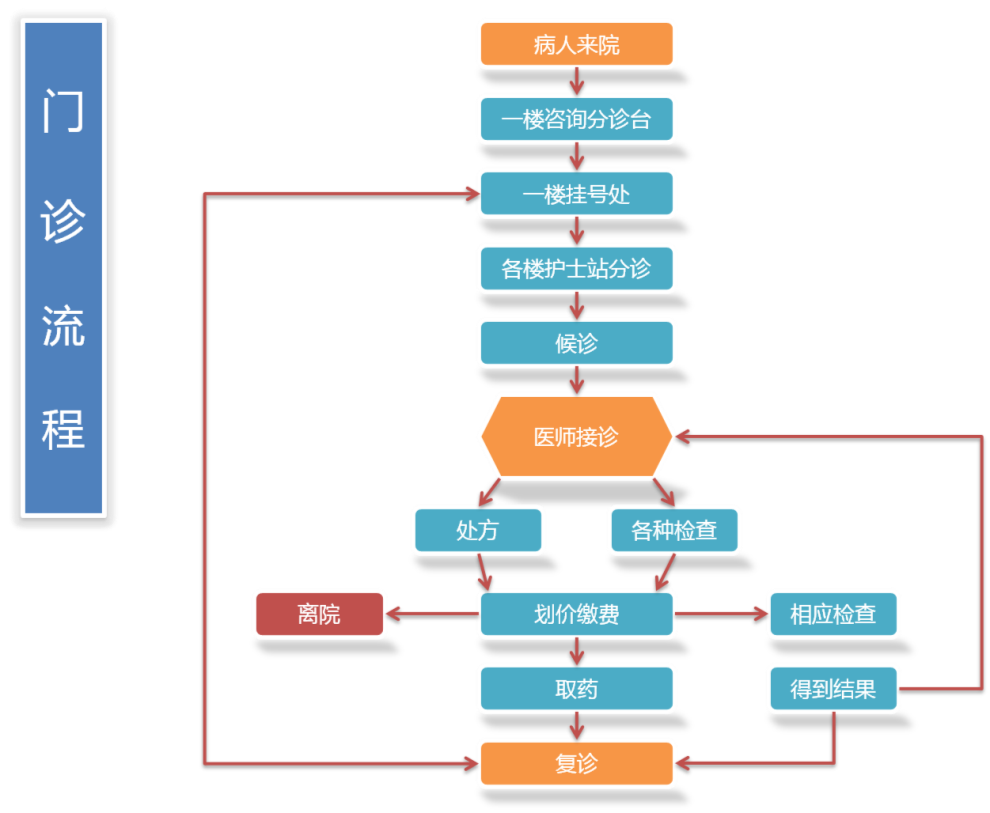 门诊流程
病人来院
一楼咨询分诊台
一楼挂号处
各楼护士站分诊
候诊
医师接诊
处方
各种检查
离院
划价缴费
相应检查
取药
得到结果
复诊